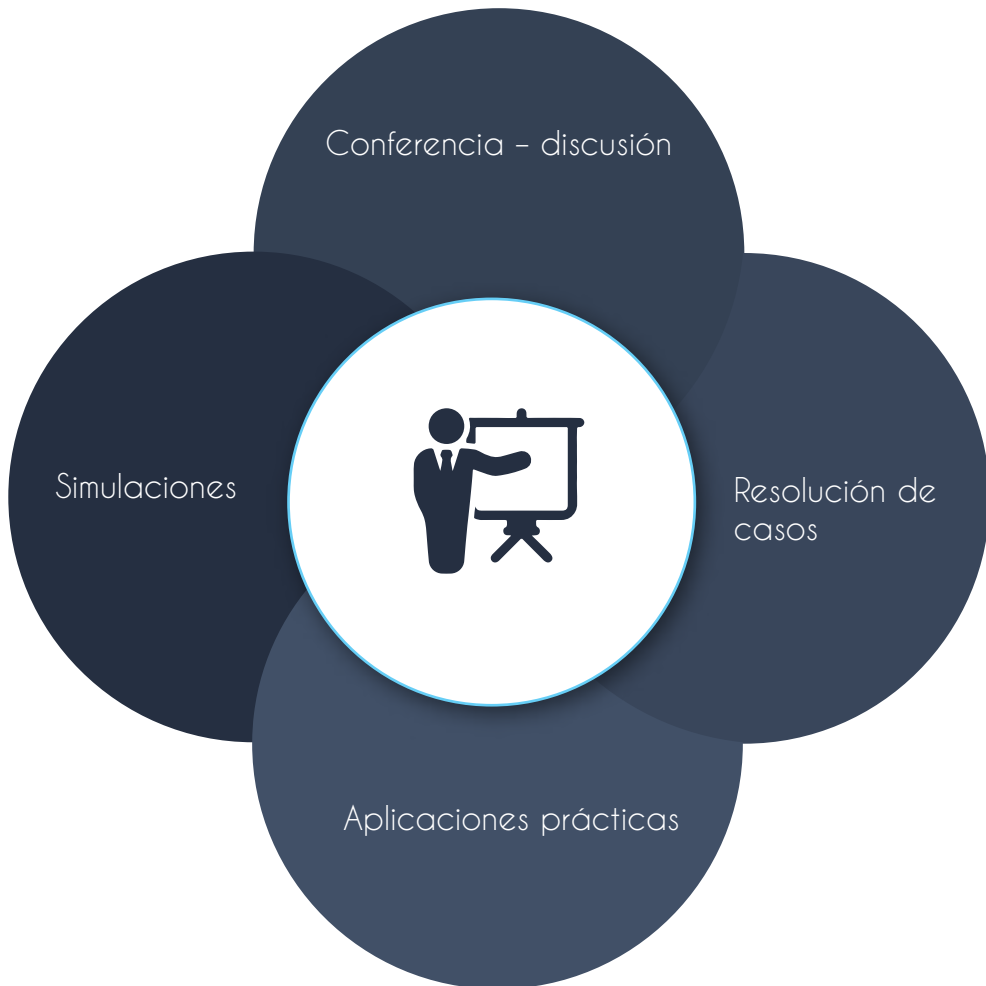 Conferencia – discusión
Simulaciones
Resolución de
casos
Aplicaciones prácticas